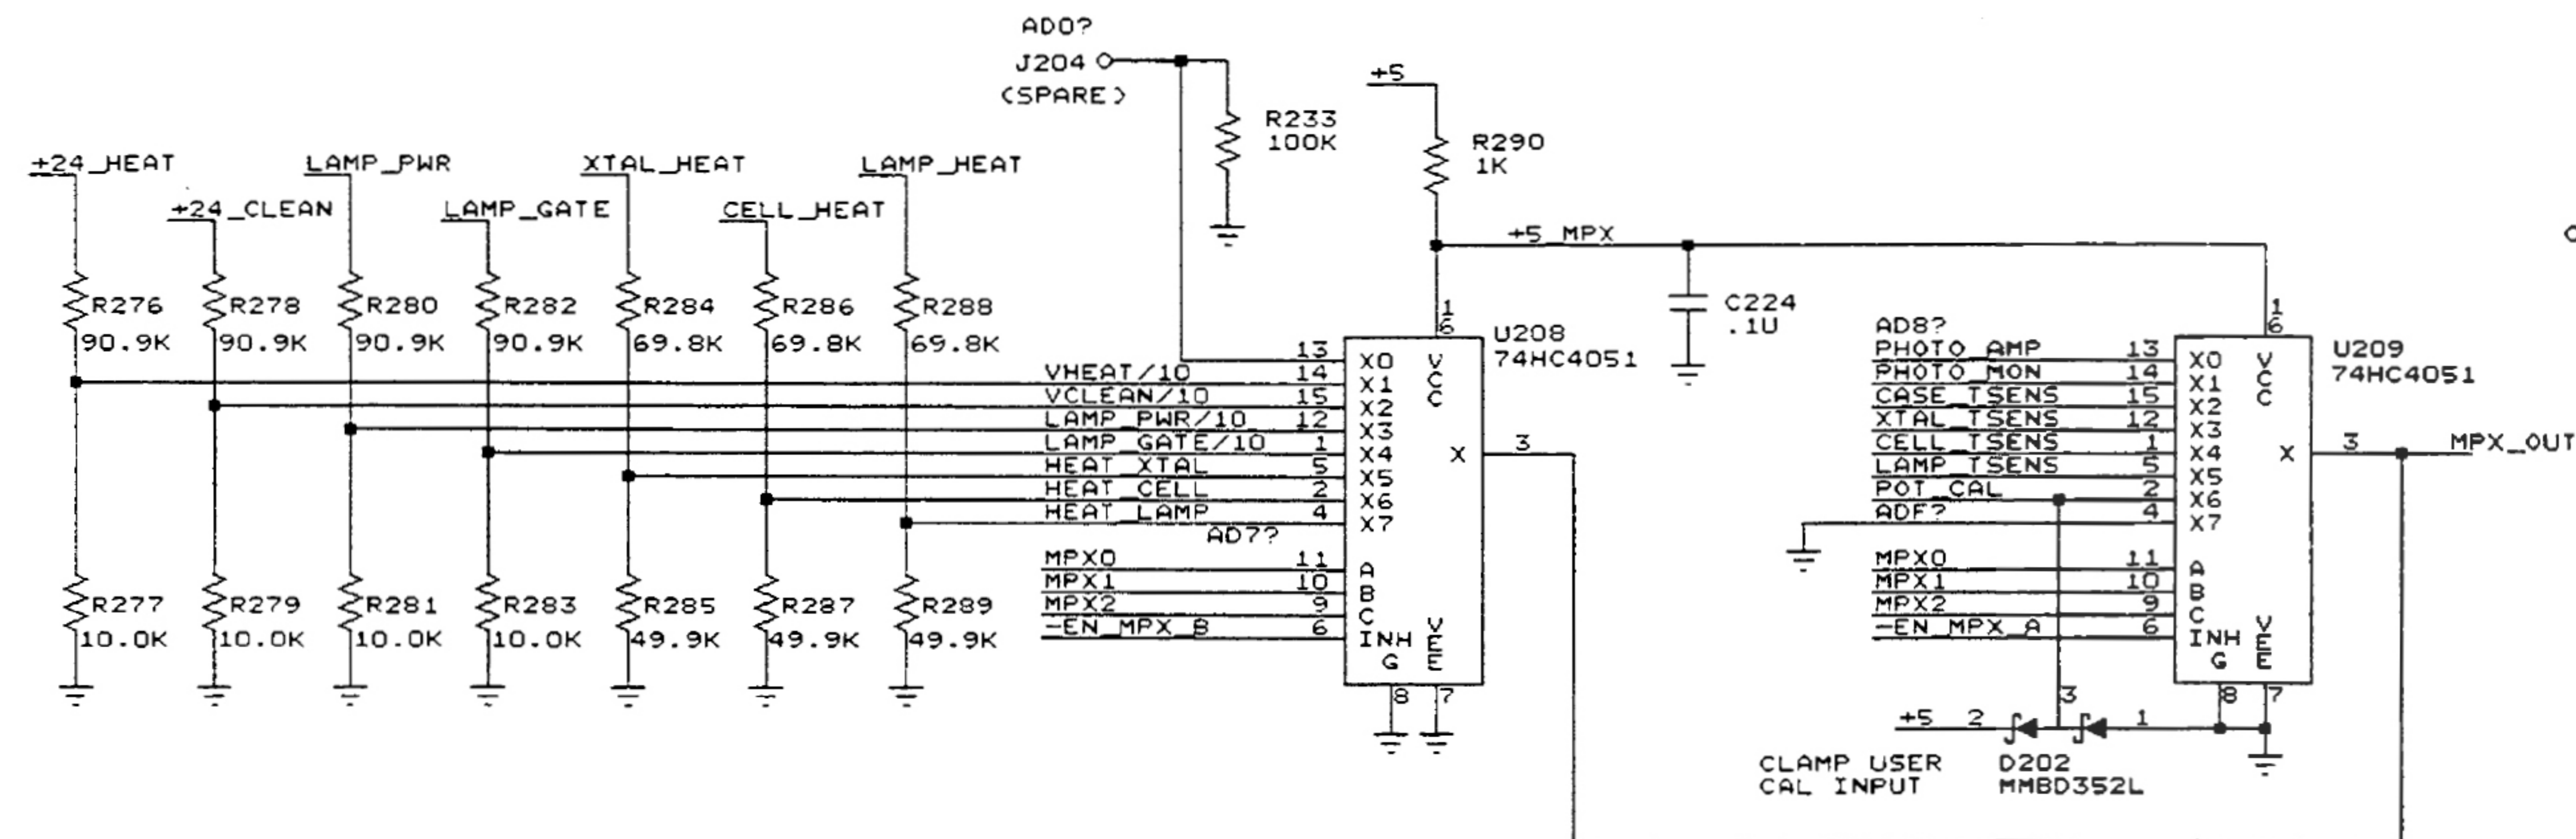 AD0?
J204
(SPARE)
+5
R233
100K
R290
1K
+24_HEAT
LAMP_PWR
XTAL_HEAT
LAMP_HEAT
+24_CLEAN
LAMP_GATE
CELL_HEAT
+5_MPX
R276
90.9K
R278
90.9K
R280
90.9K
R282
90.9K
R284
69.8K
R286
69.8K
R288
69.8K
C224
.1U
1
6
U208
74HC4051
13 X0
VHEAT/10 14 X1
VCLEAN/10 15 X2
LAMP_PWR/10 12 X3
LAMP_GATE/10 1 X4
HEAT_XTAL 5 X5
HEAT_CELL 2 X6
HEAT_LAMP 4 X7
AD7?
MPX0 11 A
MPX1 10 B
MPX2 9 C
-EN_MPX_B 6 INH
G
VCC
VEE
X 3
8 7
R277
10.0K
R279
10.0K
R281
10.0K
R283
10.0K
R285
49.9K
R287
49.9K
R289
49.9K
1
6
U209
74HC4051
AD8?
PHOTO_AMP 13 X0
PHOTO_MON 14 X1
CASE_TSENS 15 X2
XTAL_TSENS 12 X3
CELL_TSENS 1 X4
LAMP_TSENS 5 X5
POT_CAL 2 X6
ADF? 4 X7
MPX0 11 A
MPX1 10 B
MPX2 9 C
-EN_MPX_A 6 INH
G
VCC
VEE
X 3 MPX_OUT
8 7
+5 2 3 1
CLAMP USER
CAL INPUT
D202
MMBD352L